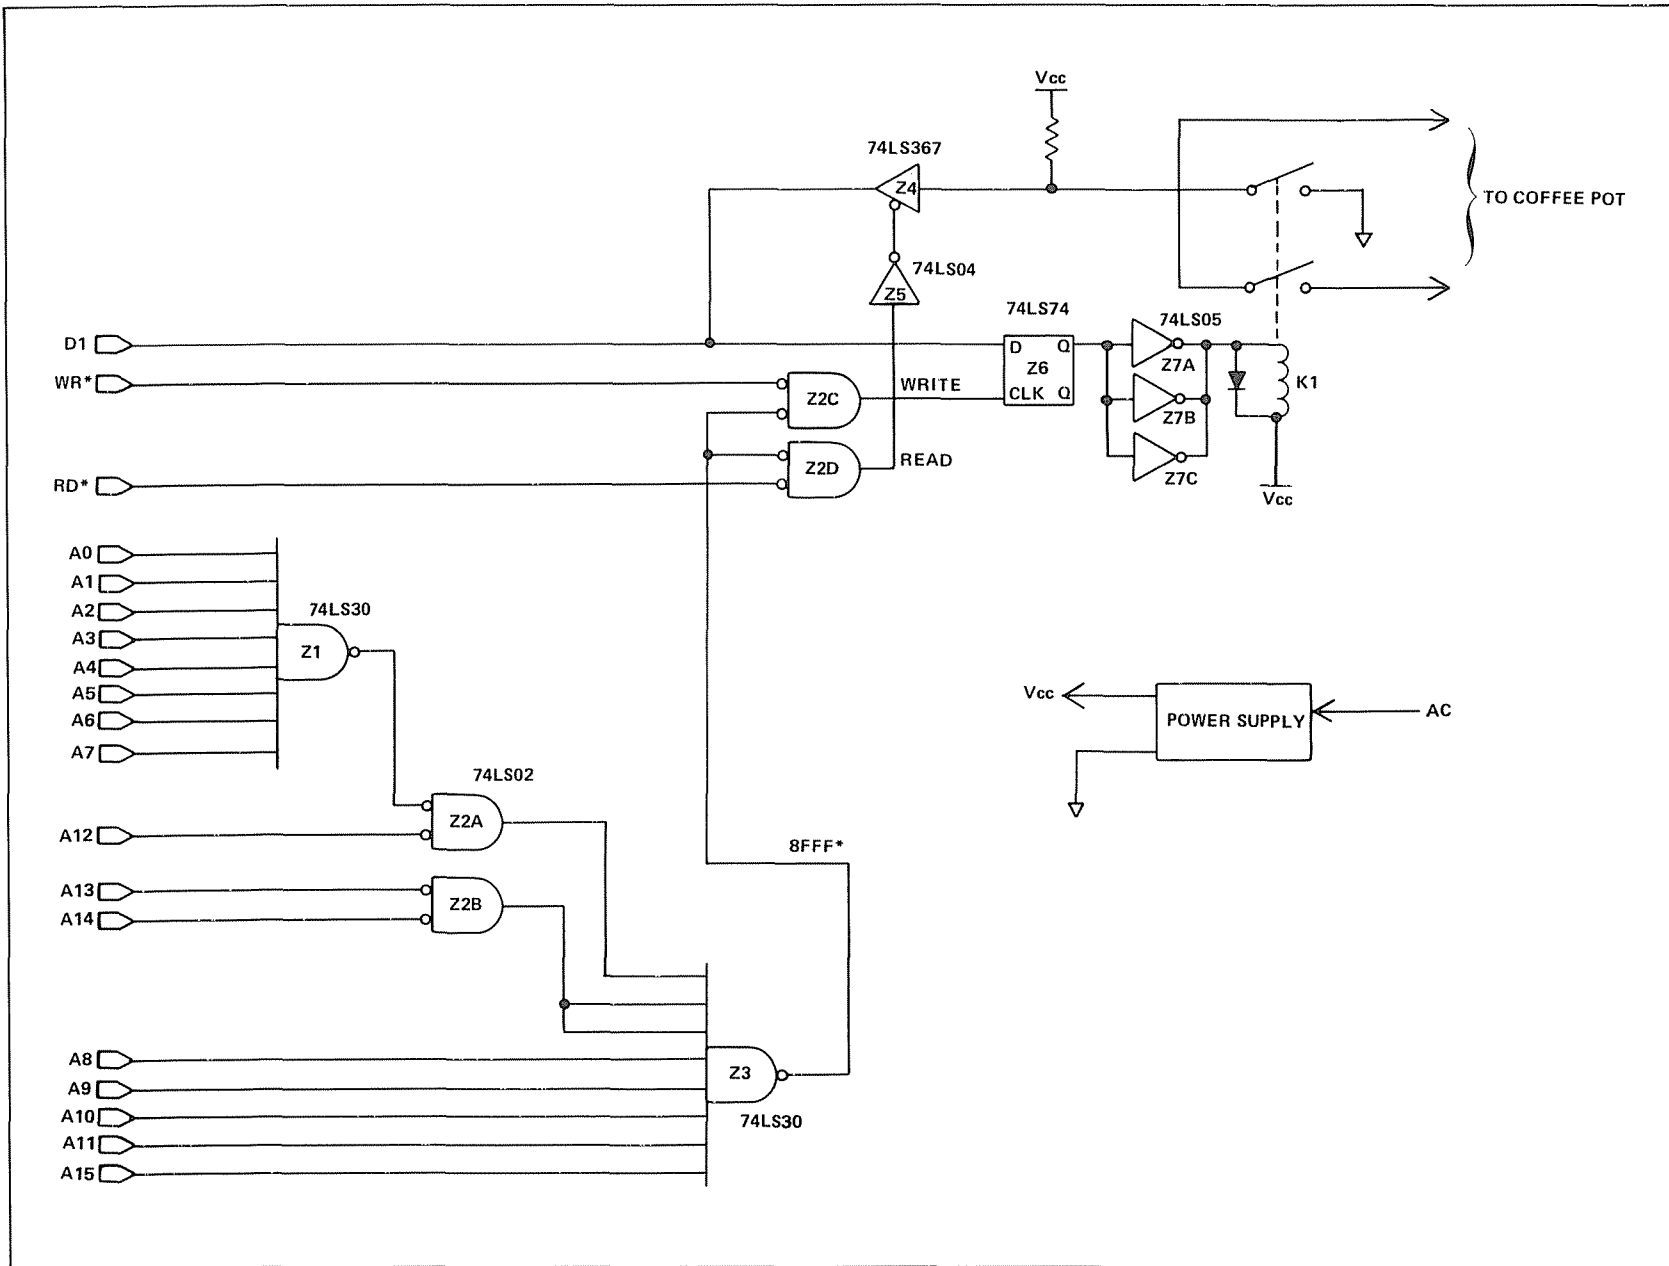 Vcc
74LS367
Z4
TO COFFEE POT
74LS04
Z5
74LS74
74LS05
D1
D Q
Z6
CLK Q
Z7A
K1
WR*
Z2C
WRITE
Z7B
Z2D
READ
Z7C
RD*
Vcc
A0
A1
A2
74LS30
A3
Z1
A4
A5
A6
A7
Vcc
POWER SUPPLY
AC
74LS02
Z2A
A12
8FFF*
A13
Z2B
A14
A8
Z3
A9
A10
74LS30
A11
A15